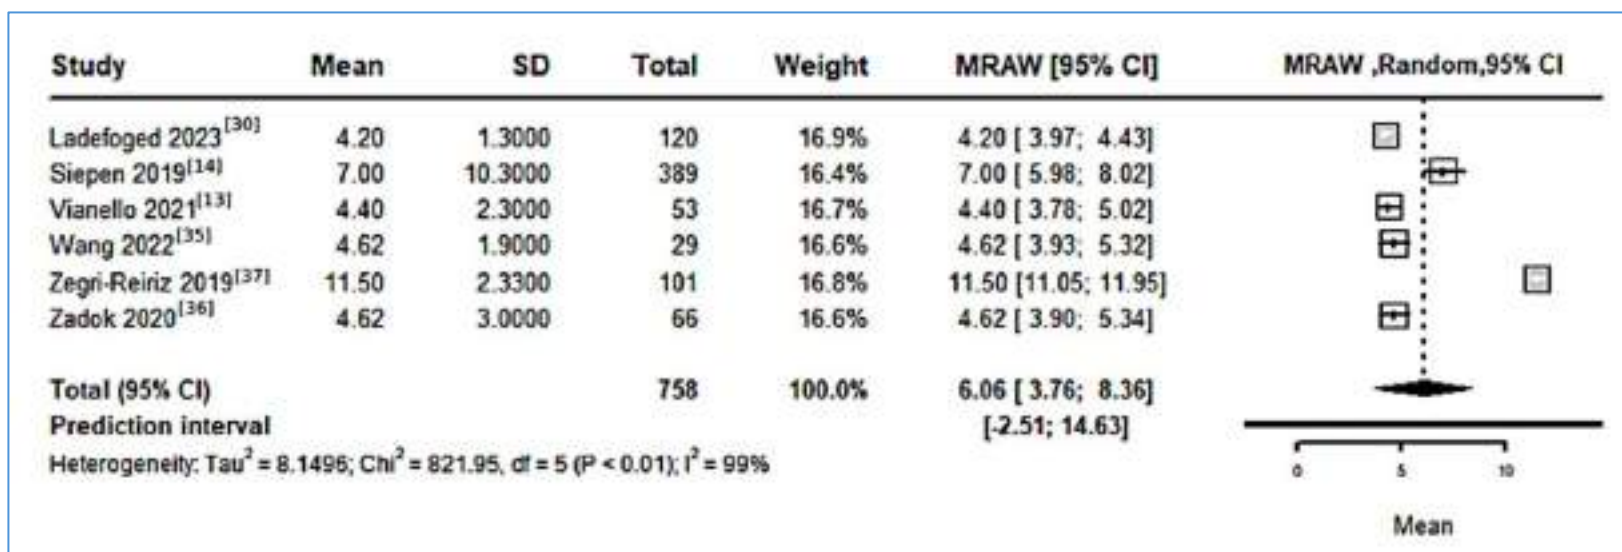 Study Mean SD Total Weight MRAW [95% CI] MRAW ,Random,95% CI
Ladefoged 2023[30] 4.20 1.3000 120 16.9% 4.20 [ 3.97; 4.43]
Siepen 2019[14] 7.00 10.3000 389 16.4% 7.00 [ 5.98; 8.02]
Vianello 2021[13] 4.40 2.3000 53 16.7% 4.40 [ 3.78; 5.02]
Wang 2022[35] 4.62 1.9000 29 16.6% 4.62 [ 3.93; 5.32]
Zegri-Reiriz 2019[37] 11.50 2.3300 101 16.8% 11.50 [11.05; 11.95]
Zadok 2020[36] 4.62 3.0000 66 16.6% 4.62 [ 3.90; 5.34]
Total (95% CI) 758 100.0% 6.06 [ 3.76; 8.36]
Prediction interval [-2.51; 14.63]
Heterogeneity: Tau² = 8.1496; Chi² = 821.95, df = 5 (P < 0.01); I² = 99%
0 5 10
Mean